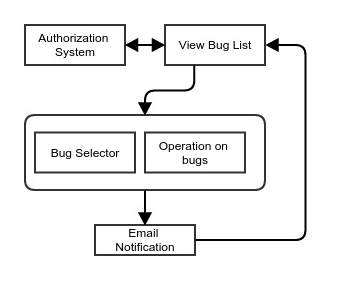 Authorization
System
View Bug List
Bug Selector
Operation on
bugs
Email
Notification